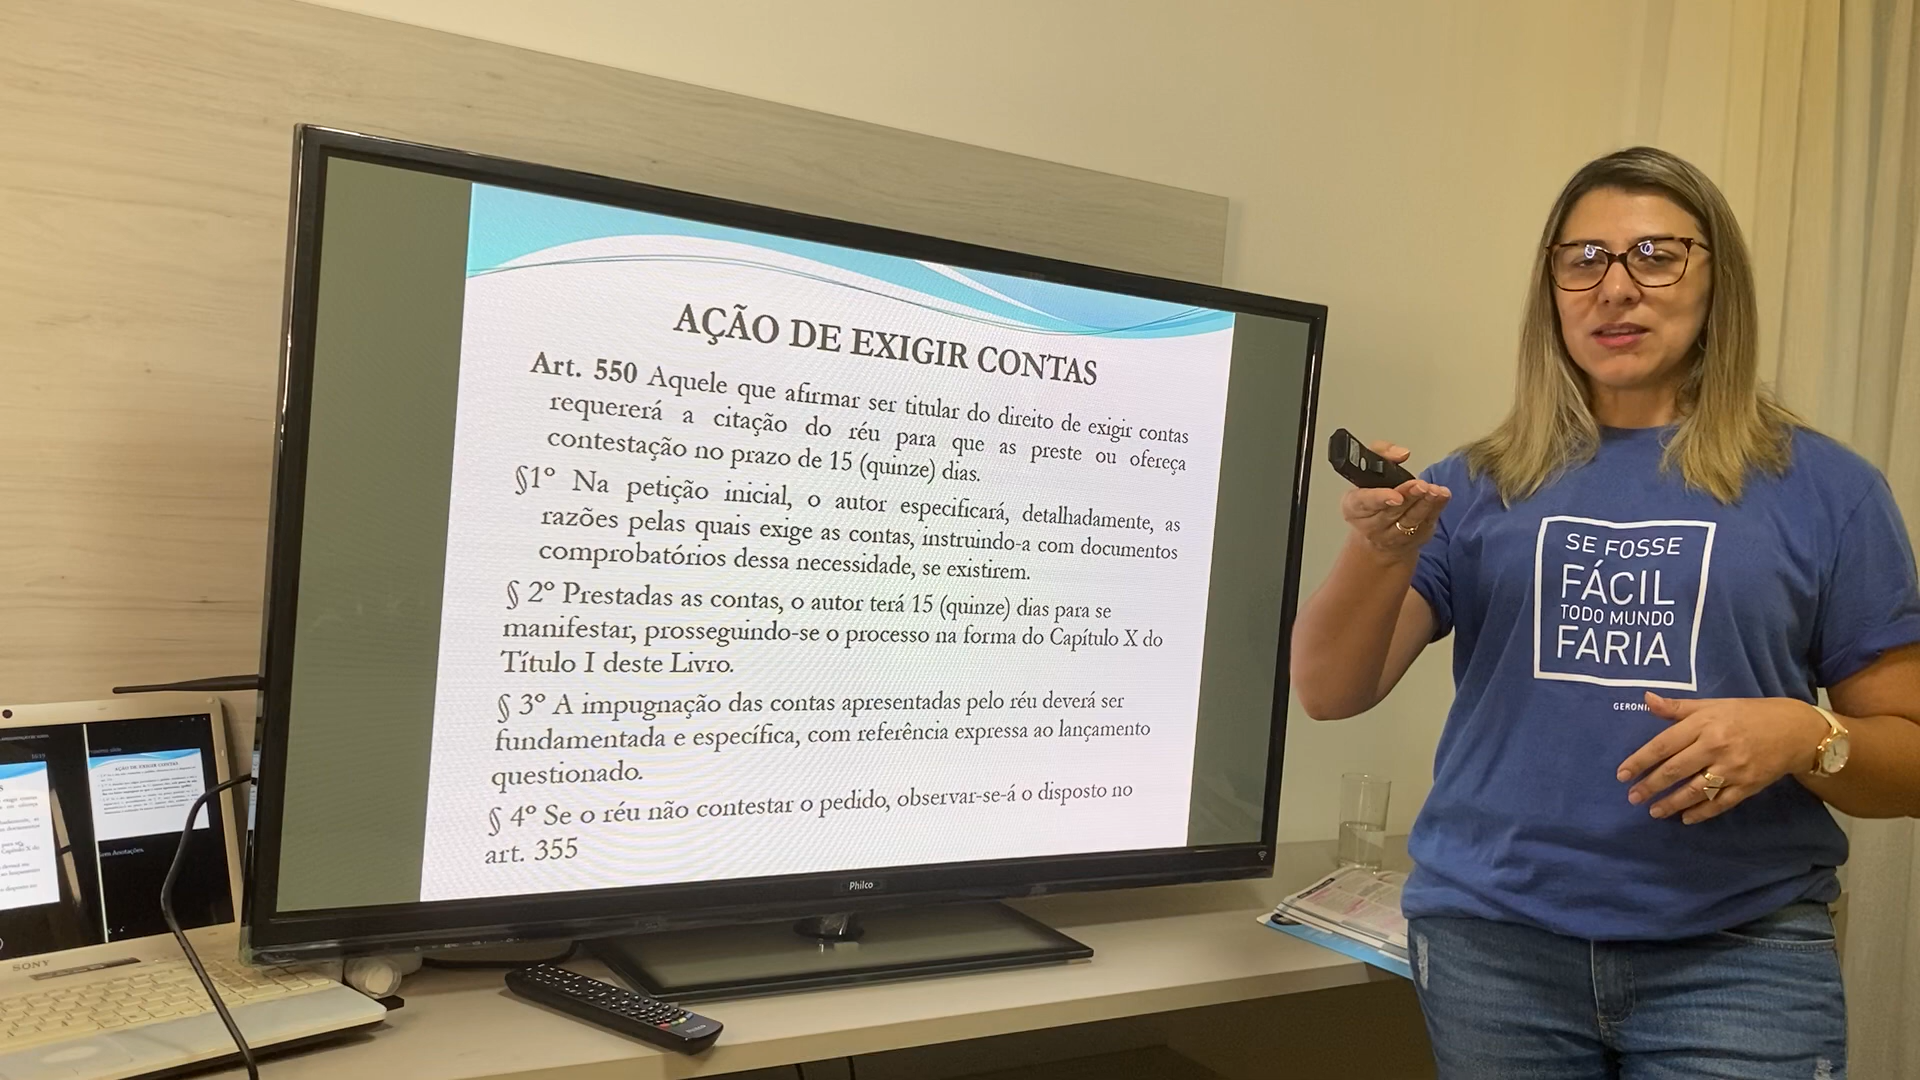 AÇÃO DE EXIGIR CONTAS
Art. 550 Aquele que afirmar ser titular do direito de exigir contas
requererá a citação do réu para que as preste ou ofereça
contestação no prazo de 15 (quinze) dias.
§1º Na petição inicial, o autor especificará, detalhadamente, as
razões pelas quais exige as contas, instruindo-a com documentos
comprobatórios dessa necessidade, se existirem.
§ 2º Prestadas as contas, o autor terá 15 (quinze) dias para se
manifestar, prosseguindo-se o processo na forma do Capítulo X do
Título I deste Livro.
§ 3º A impugnação das contas apresentadas pelo réu deverá ser
fundamentada e específica, com referência expressa ao lançamento
questionado.
§ 4º Se o réu não contestar o pedido, observar-se-á o disposto no
art. 355
Philco
SONY
AÇÃO DE EXIGIR CONTAS
SE FOSSE
FÁCIL
TODO MUNDO
FARIA